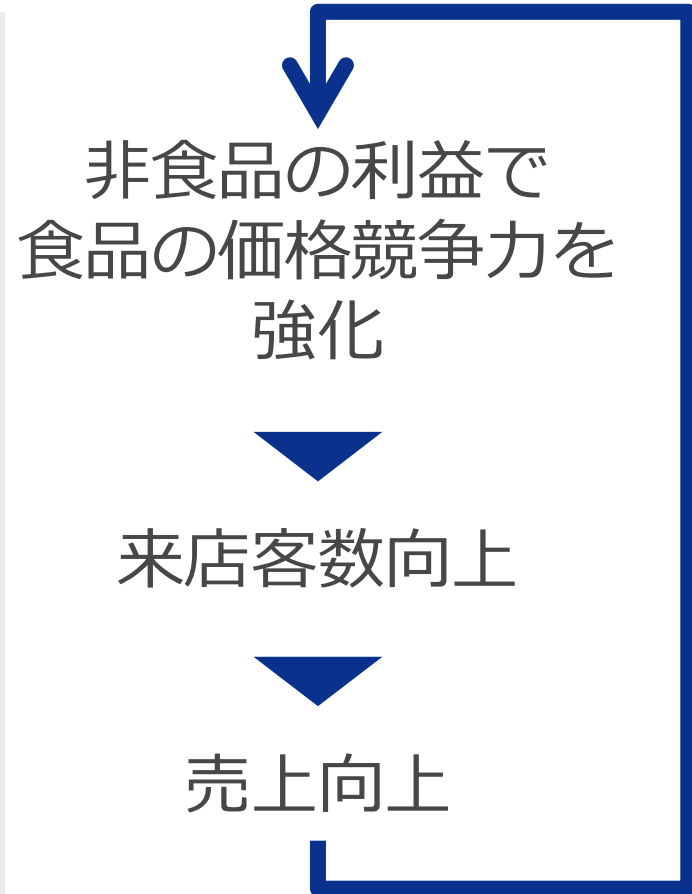 非食品の利益で
食品の価格競争力を
強化
来店客数向上
売上向上